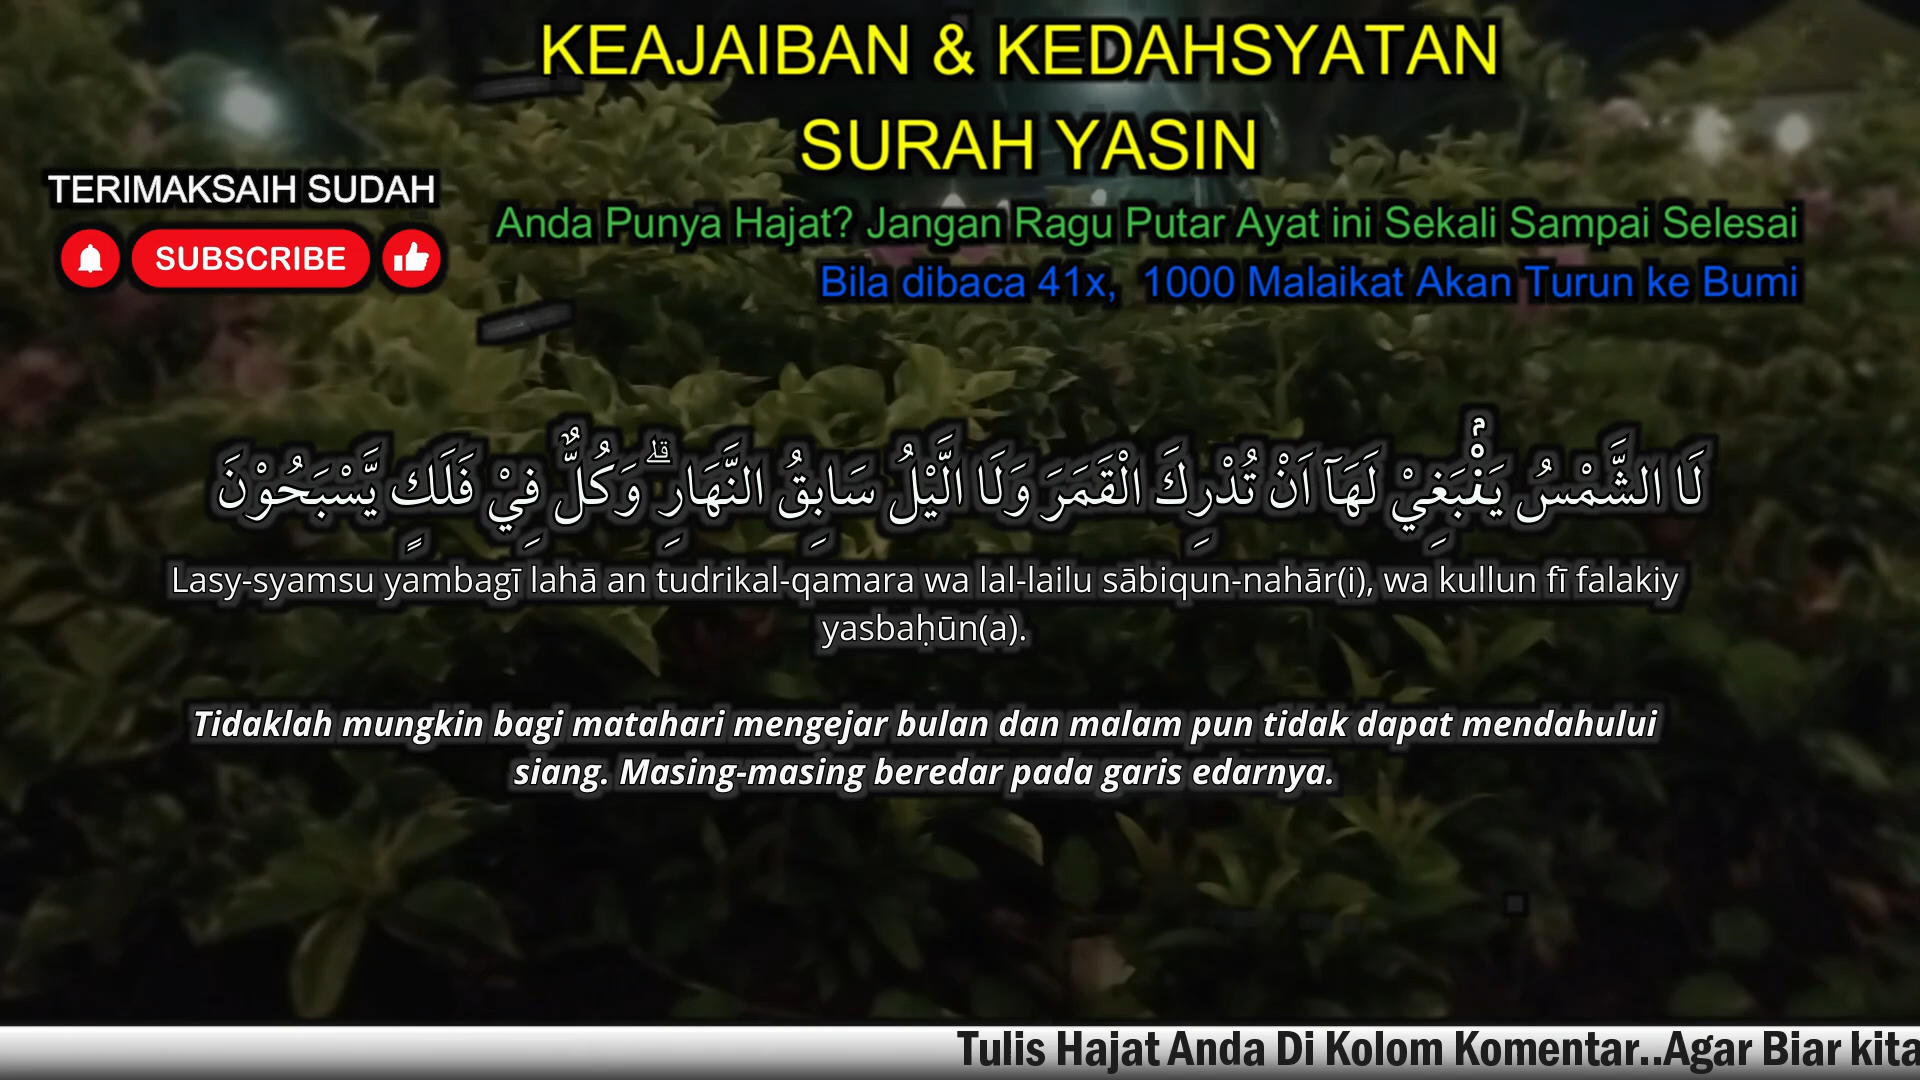 KEAJAIBAN & KEDAHSYATAN
SURAH YASIN
TERIMAKSAIH SUDAH
SUBSCRIBE
Anda Punya Hajat? Jangan Ragu Putar Ayat ini Sekali Sampai Selesai
Bila dibaca 41x, 1000 Malaikat Akan Turun ke Bumi
لَا الشَّمْسُ يَنْۢبَغِيْ لَهَآ اَنْ تُدْرِكَ الْقَمَرَ وَلَا الَّيْلُ سَابِقُ النَّهَارِ ۗوَكُلٌّ فِيْ فَلَكٍ يَّسْبَحُوْنَ
Lasy-syamsu yambagī lahā an tudrikal-qamara wa lal-lailu sābiqun-nahār(i), wa kullun fī falakiy
yasbaḥūn(a).
Tidaklah mungkin bagi matahari mengejar bulan dan malam pun tidak dapat mendahului
siang. Masing-masing beredar pada garis edarnya.
Tulis Hajat Anda Di Kolom Komentar..Agar Biar kita